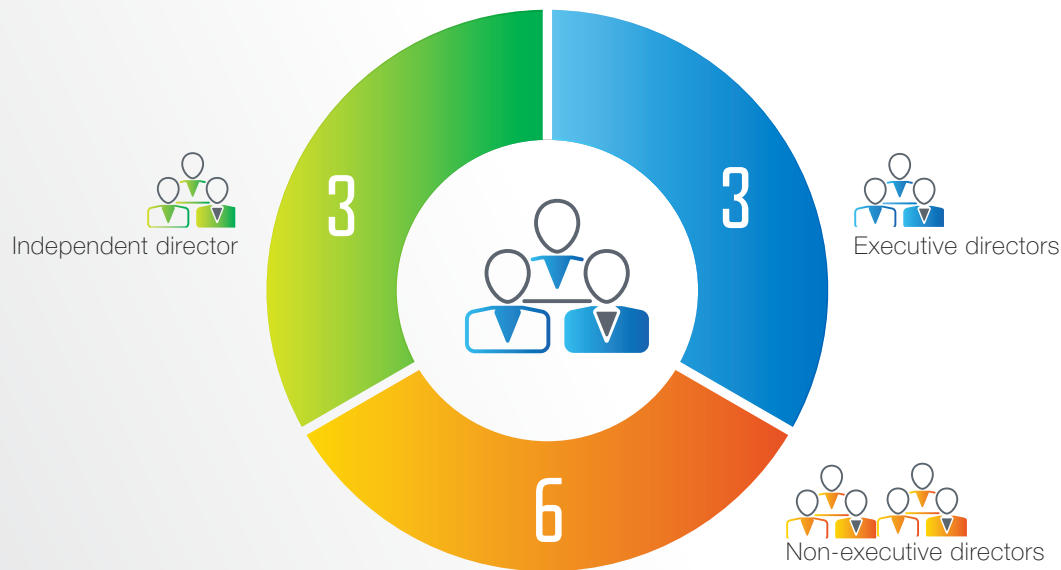 3
3
Independent director
Executive directors
6
Non-executive directors